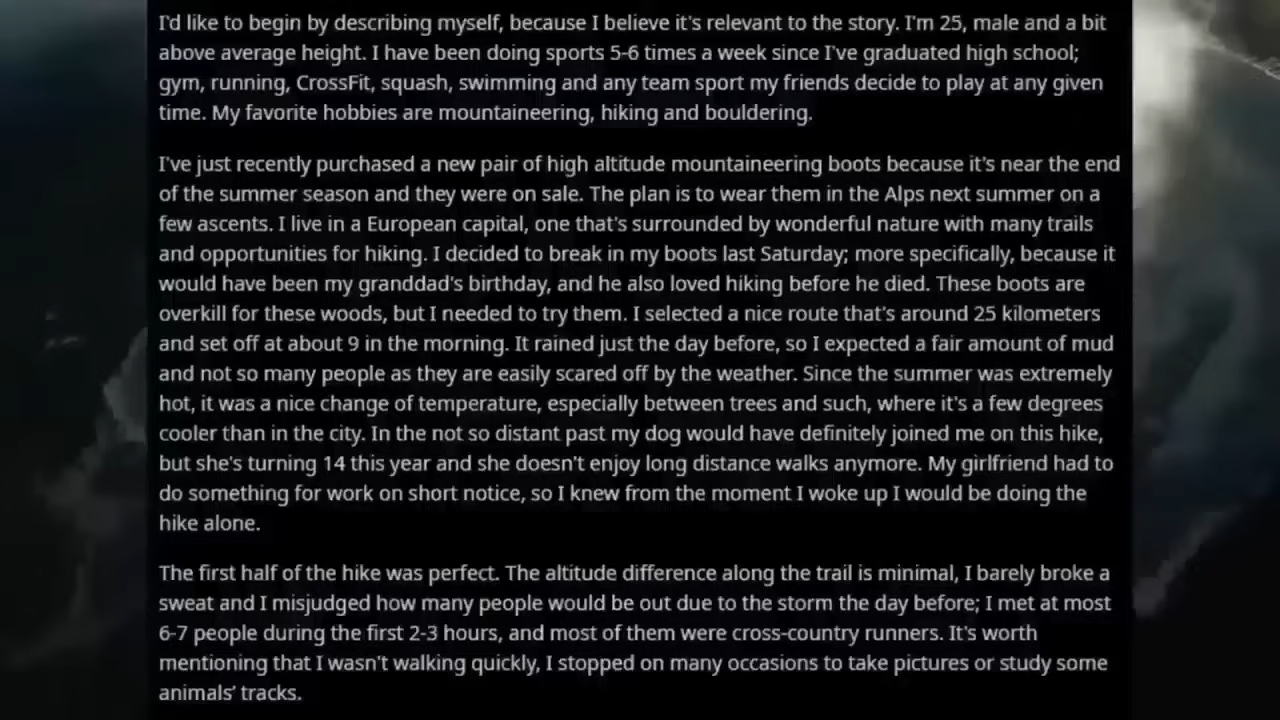 I'd like to begin by describing myself, because I believe it's relevant to the story. I'm 25, male and a bit
above average height. I have been doing sports 5-6 times a week since I've graduated high school;
gym, running, CrossFit, squash, swimming and any team sport my friends decide to play at any given
time. My favorite hobbies are mountaineering, hiking and bouldering.
I've just recently purchased a new pair of high altitude mountaineering boots because it's near the end
of the summer season and they were on sale. The plan is to wear them in the Alps next summer on a
few ascents. I live in a European capital, one that's surrounded by wonderful nature with many trails
and opportunities for hiking. I decided to break in my boots last Saturday; more specifically, because it
would have been my granddad's birthday, and he also loved hiking before he died. These boots are
overkill for these woods, but I needed to try them. I selected a nice route that's around 25 kilometers
and set off at about 9 in the morning. It rained just the day before, so I expected a fair amount of mud
and not so many people as they are easily scared off by the weather. Since the summer was extremely
hot, it was a nice change of temperature, especially between trees and such, where it's a few degrees
cooler than in the city. In the not so distant past my dog would have definitely joined me on this hike,
but she's turning 14 this year and she doesn't enjoy long distance walks anymore. My girlfriend had to
do something for work on short notice, so I knew from the moment I woke up I would be doing the
hike alone.
The first half of the hike was perfect. The altitude difference along the trail is minimal, I barely broke a
sweat and I misjudged how many people would be out due to the storm the day before; I met at most
6-7 people during the first 2-3 hours, and most of them were cross-country runners. It's worth
mentioning that I wasn't walking quickly, I stopped on many occasions to take pictures or study some
animals’ tracks.